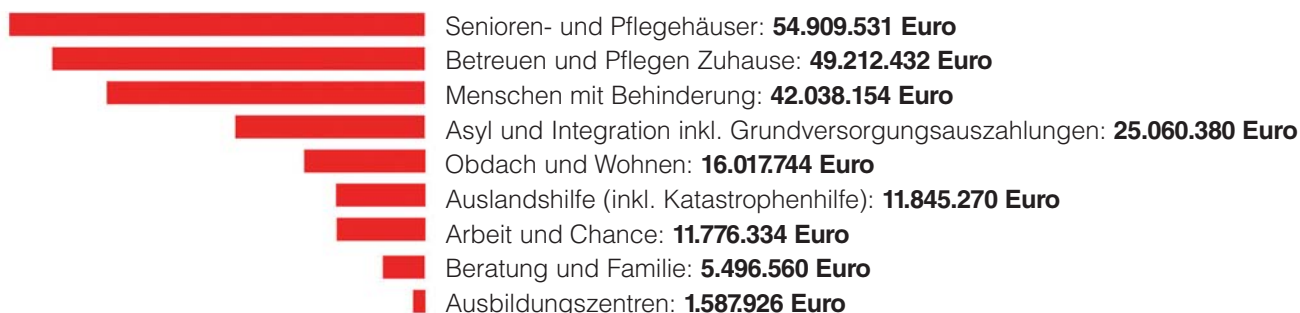 Senioren- und Pflegehäuser: 54.909.531 Euro
Betreuen und Pflegen Zuhause: 49.212.432 Euro
Menschen mit Behinderung: 42.038.154 Euro
Asyl und Integration inkl. Grundversorgungsauszahlungen: 25.060.380 Euro
Obdach und Wohnen: 16.017.744 Euro
Auslandshilfe (inkl. Katastrophenhilfe): 11.845.270 Euro
Arbeit und Chance: 11.776.334 Euro
Beratung und Familie: 5.496.560 Euro
Ausbildungszentren: 1.587.926 Euro